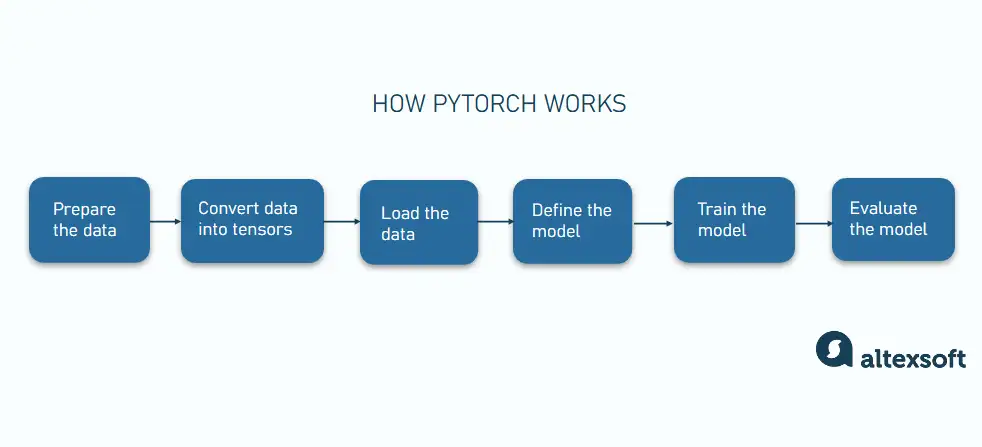 HOW PYTORCH WORKS
Prepare
the data
Convert data
into tensors
Load the
data
Define the
model
Train the
model
Evaluate
the model
altexsoft